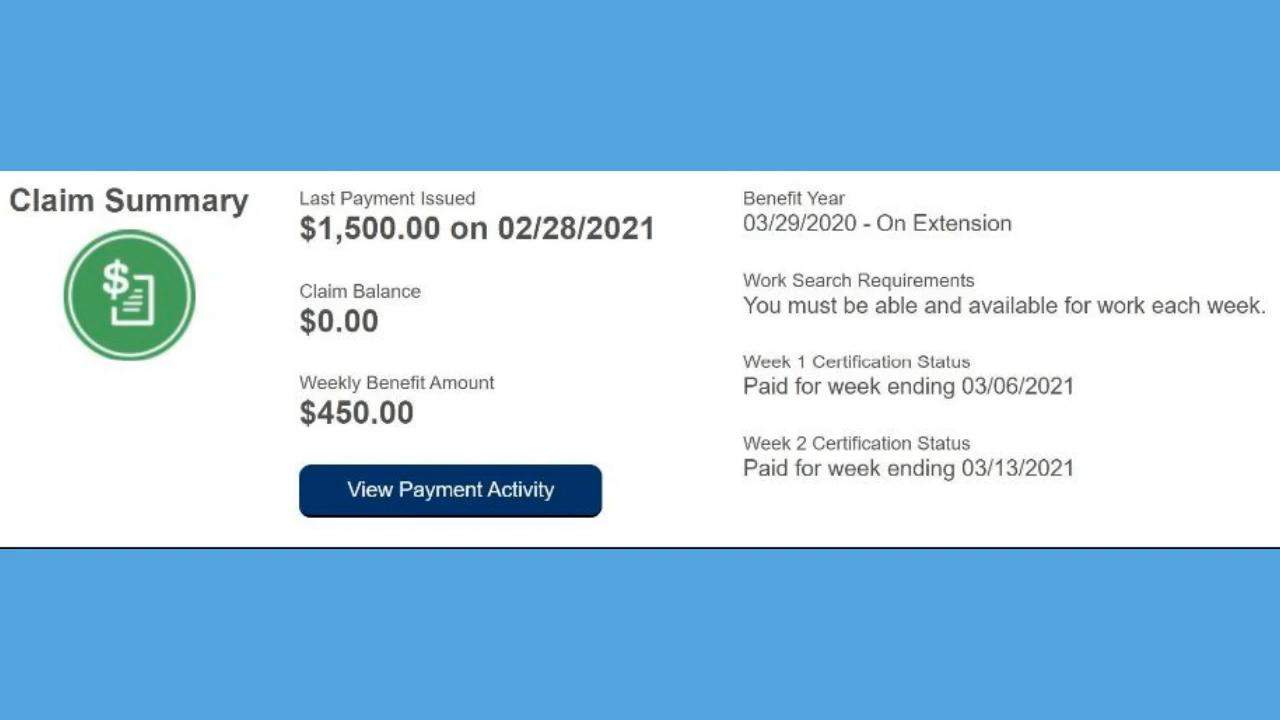 Claim Summary
$
Last Payment Issued
$1,500.00 on 02/28/2021
Claim Balance
$0.00
Weekly Benefit Amount
$450.00
View Payment Activity
Benefit Year
03/29/2020 - On Extension
Work Search Requirements
You must be able and available for work each week.
Week 1 Certification Status
Paid for week ending 03/06/2021
Week 2 Certification Status
Paid for week ending 03/13/2021